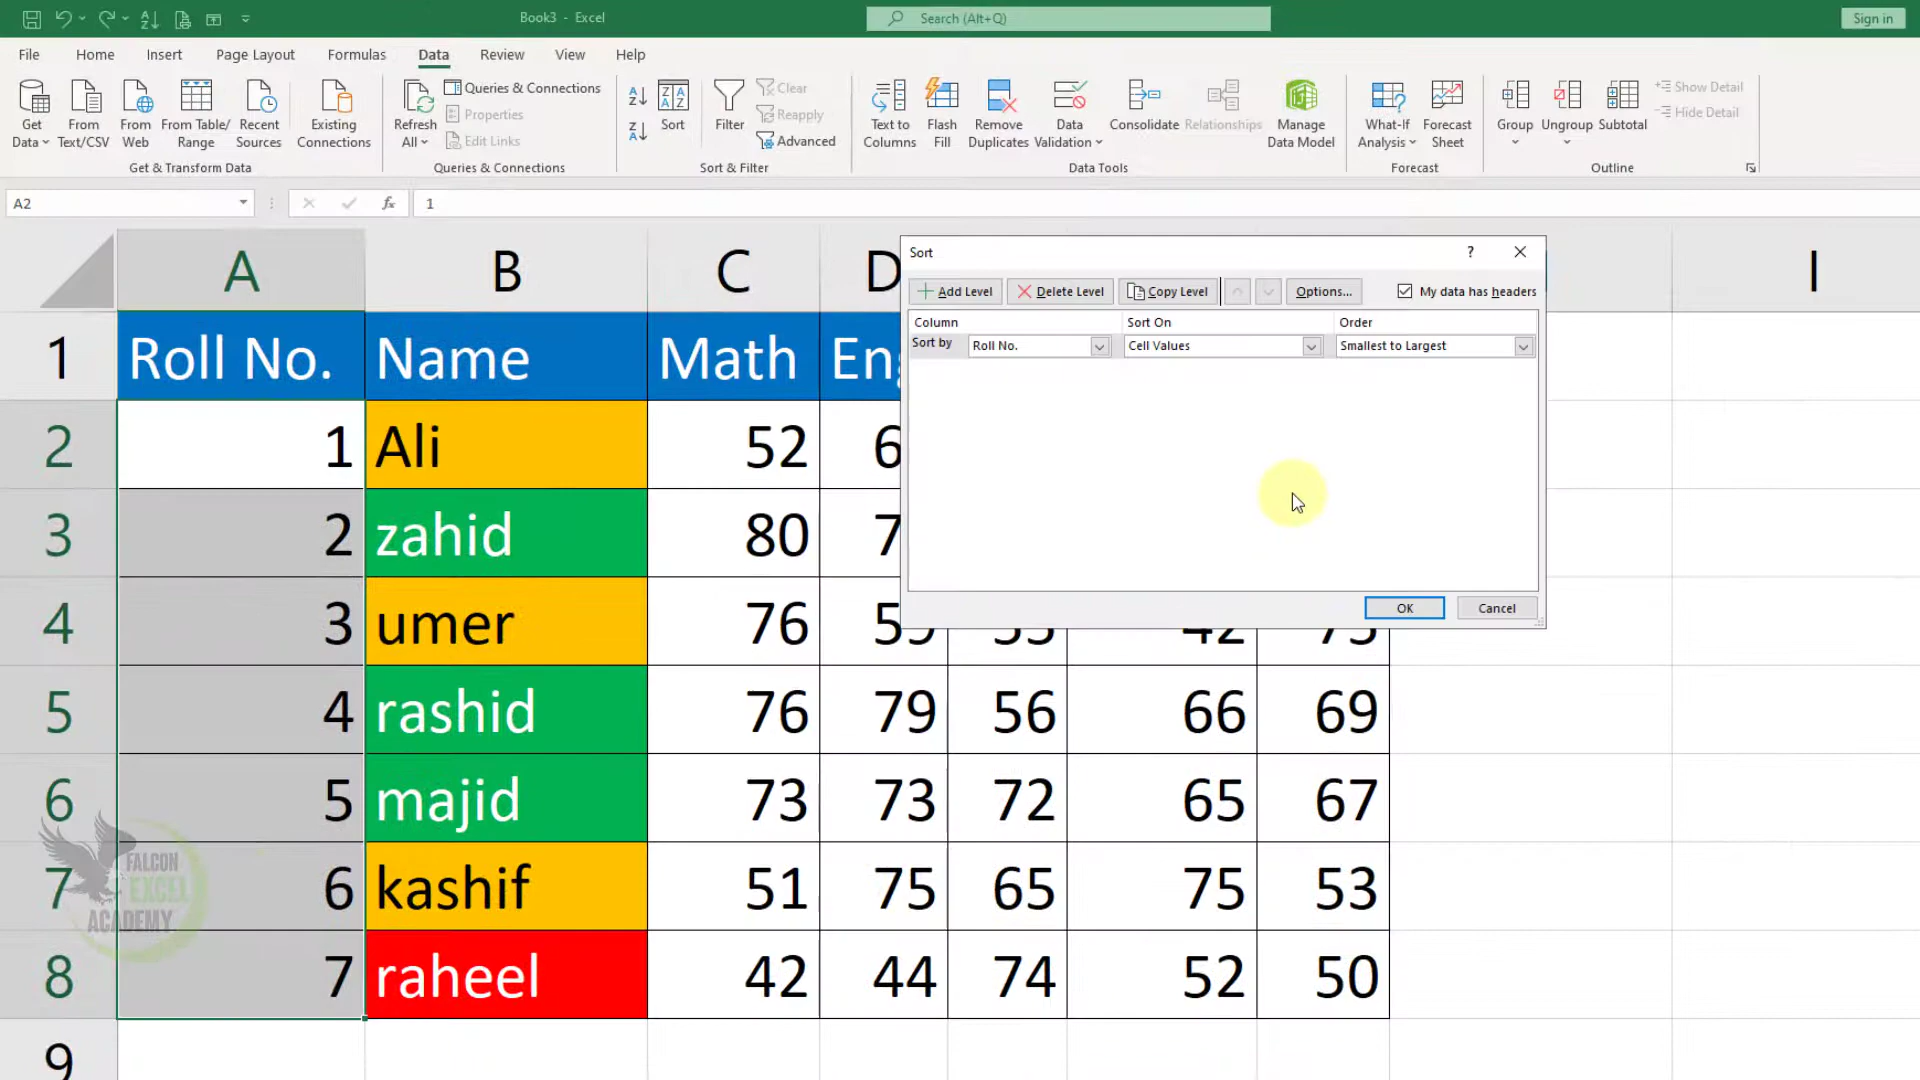 Book3 - Excel
Search (Alt+Q)
Sign in
File Home Insert Page Layout Formulas Data Review View Help
Get Data
From Text/CSV
From Web
From Table/ Range
Recent Sources
Existing Connections
Get & Transform Data
Refresh All
Queries & Connections
Properties
Edit Links
Queries & Connections
Sort
Filter
Clear
Reapply
Advanced
Sort & Filter
Text to Columns
Flash Fill
Remove Duplicates
Data Validation
Consolidate
Relationships
Manage Data Model
Data Tools
What-If Analysis
Forecast Sheet
Forecast
Group
Ungroup
Subtotal
Show Detail
Hide Detail
Outline
A2 fx 1
A B C D I
Sort ?
Add Level Delete Level Copy Level Options... My data has headers
Column Sort On Order
Sort by Roll No. Cell Values Smallest to Largest
OK Cancel
1 Roll No. Name Math
2 1 Ali 52
3 2 zahid 80
4 3 umer 76
5 4 rashid 76 79 56 66 69
6 5 majid 73 73 72 65 67
7 6 kashif 51 75 65 75 53
8 7 raheel 42 44 74 52 50
9
FALCON
EXCEL
ACADEMY